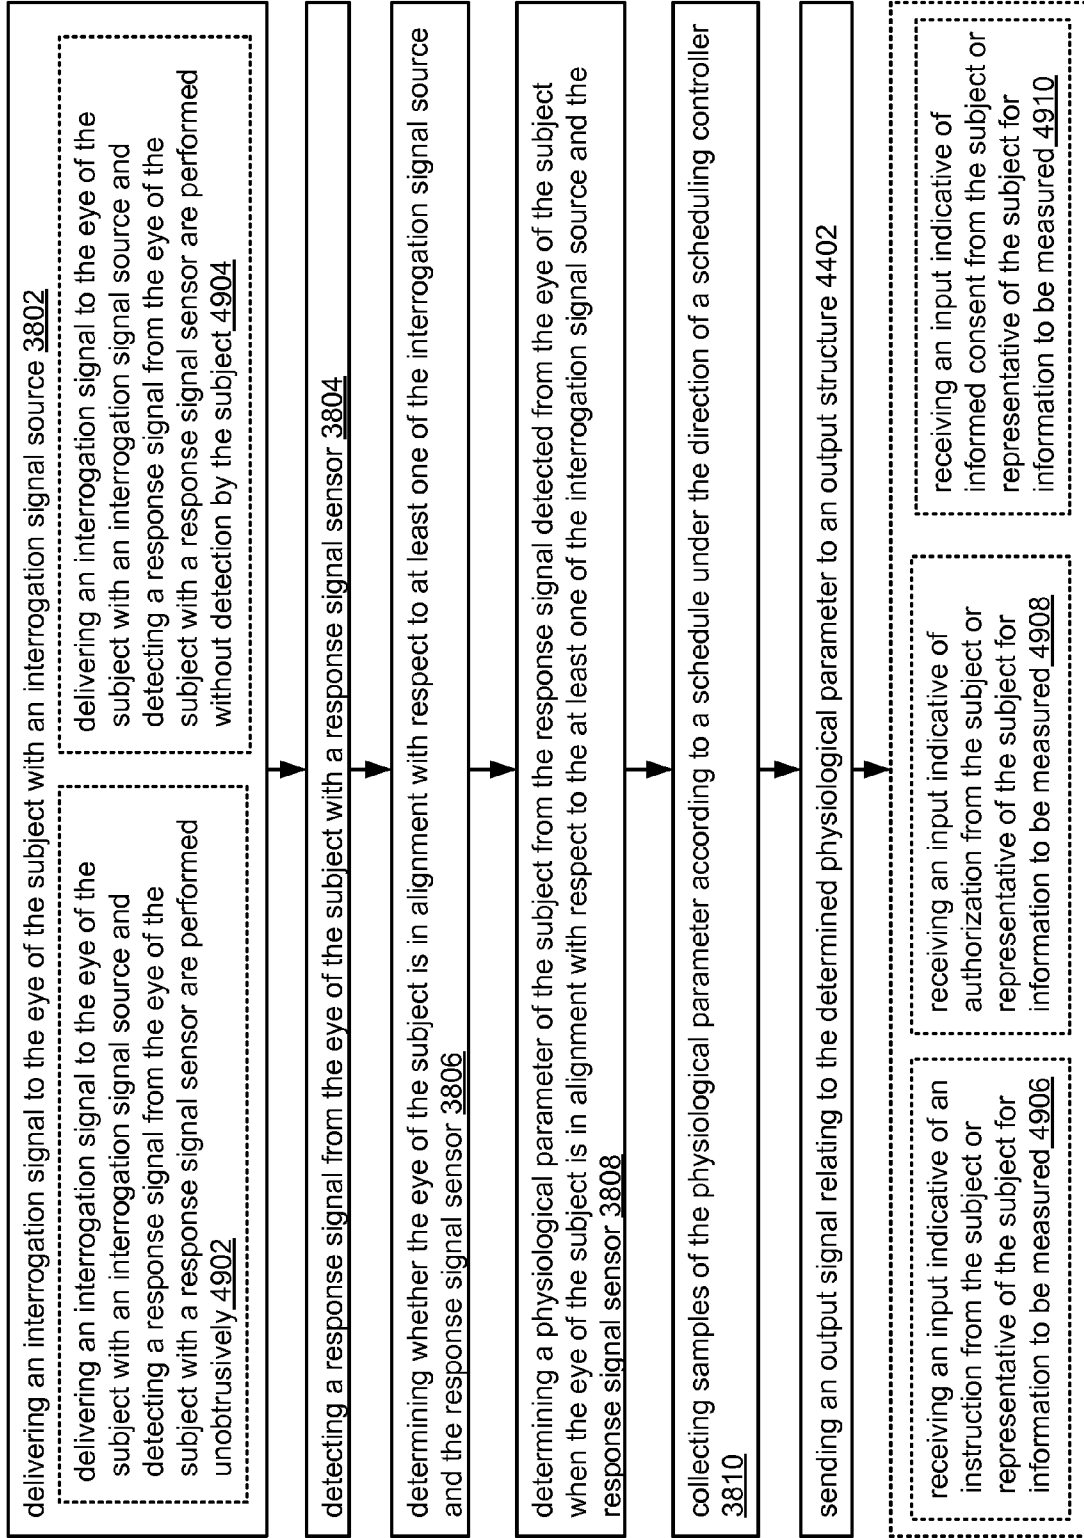 delivering an interrogation signal to the eye of the subject with an interrogation signal source 3802
delivering an interrogation signal to the eye of the
subject with an interrogation signal source and
detecting a response signal from the eye of the
subject with a response signal sensor are performed
unobtrusively 4902
delivering an interrogation signal to the eye of the
subject with an interrogation signal source and
detecting a response signal from the eye of the
subject with a response signal sensor are performed
without detection by the subject 4904
detecting a response signal from the eye of the subject with a response signal sensor 3804
determining whether the eye of the subject is in alignment with respect to at least one of the interrogation signal source
and the response signal sensor 3806
determining a physiological parameter of the subject from the response signal detected from the eye of the subject
when the eye of the subject is in alignment with respect to the at least one of the interrogation signal source and the
response signal sensor 3808
collecting samples of the physiological parameter according to a schedule under the direction of a scheduling controller
3810
sending an output signal relating to the determined physiological parameter to an output structure 4402
receiving an input indicative of an
instruction from the subject or
representative of the subject for
information to be measured 4906
receiving an input indicative of
authorization from the subject or
representative of the subject for
information to be measured 4908
receiving an input indicative of
informed consent from the subject or
representative of the subject for
information to be measured 4910